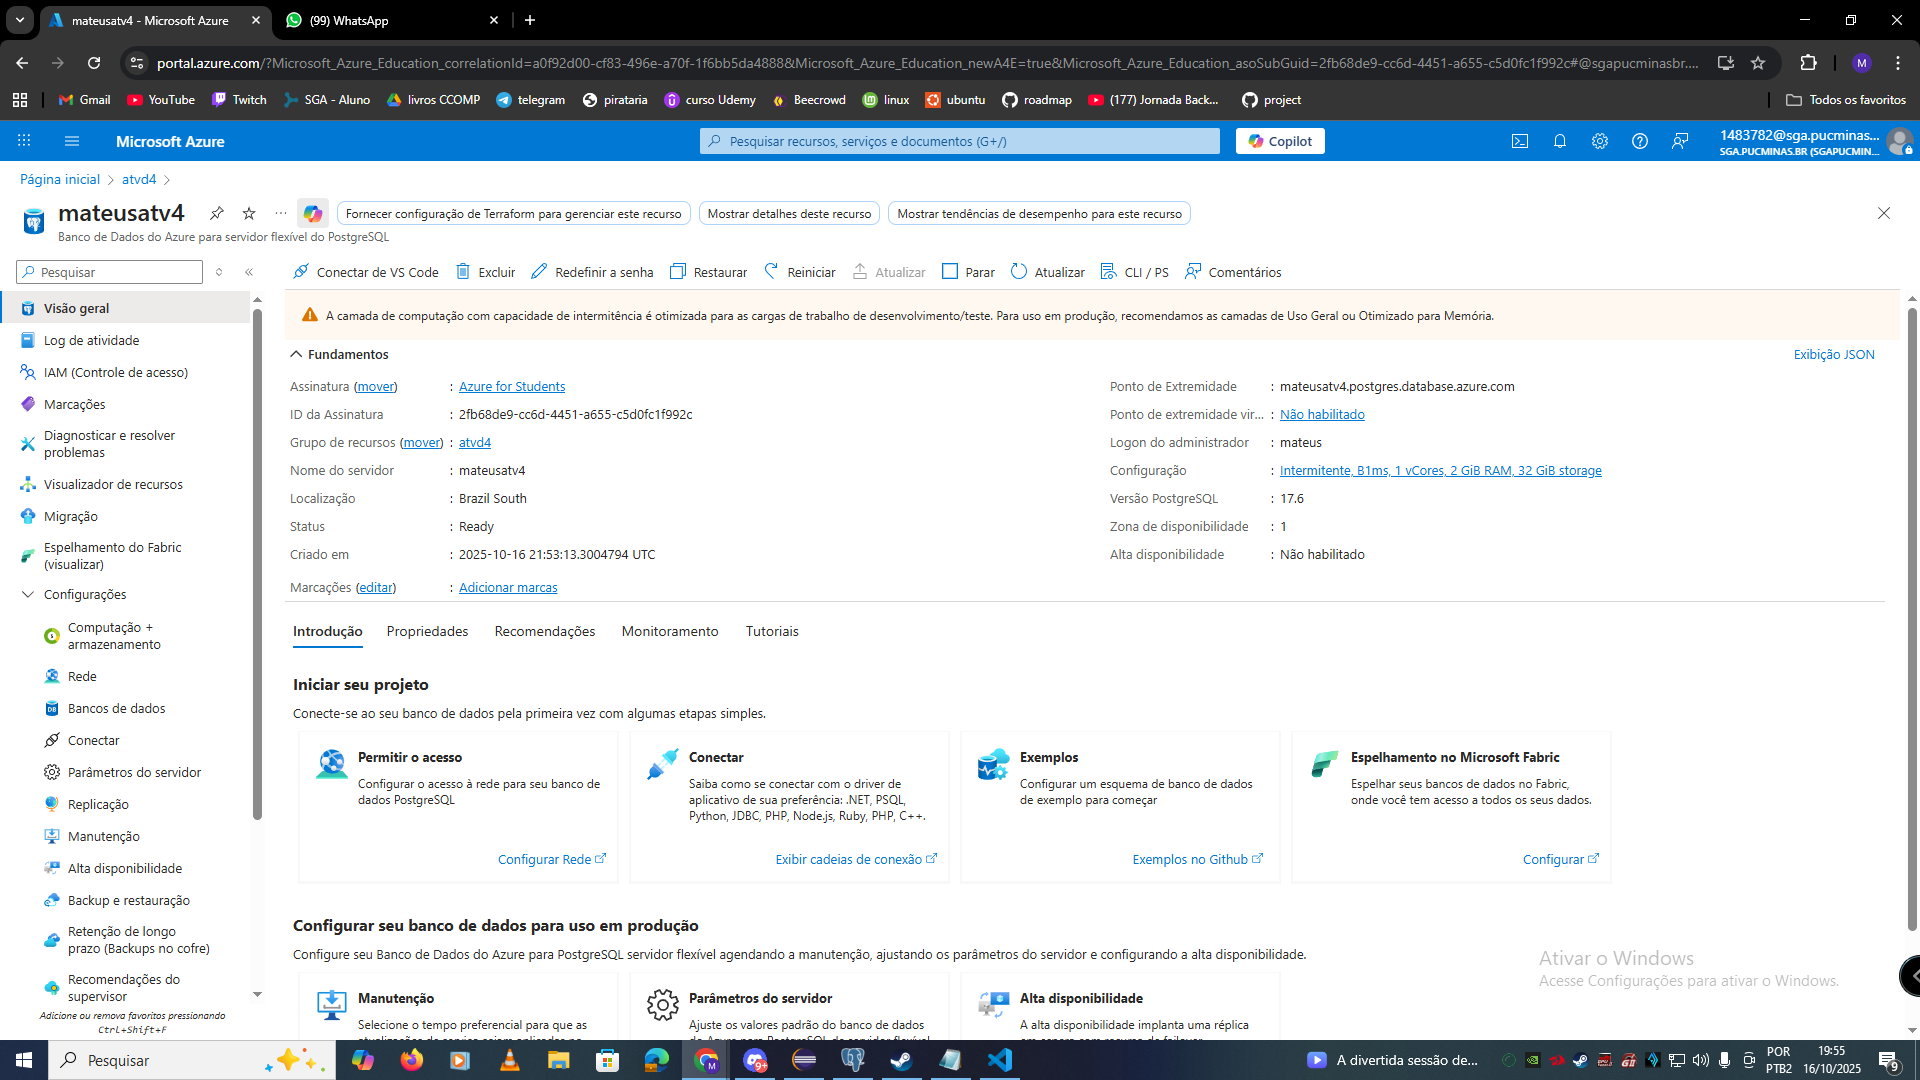 mateusatv4 - Microsoft Azure
(99) WhatsApp
portal.azure.com/?Microsoft_Azure_Education_correlationId=a0f92d00-cf83-496e-a70f-1f6bb5da4888&Microsoft_Azure_Education_newA4E=true&Microsoft_Azure_Education_asoSubGuid=2fb68de9-cc6d-4451-a655-c5d0fc1f992c#@sgapucminasbr....
M
Gmail YouTube Twitch SGA - Aluno livros CCOMP telegram pirataria curso Udemy Beecrowd linux ubuntu roadmap (177) Jornada Back... project Todos os favoritos
Microsoft Azure
Pesquisar recursos, serviços e documentos (G+/)
Copilot
1483782@sga.pucminas...
SGA.PUCMINAS.BR (SGAPUCMIN...
Página inicial > atvd4 >
mateusatv4
Fornecer configuração de Terraform para gerenciar este recurso
Mostrar detalhes deste recurso
Mostrar tendências de desempenho para este recurso
Banco de Dados do Azure para servidor flexível do PostgreSQL
Pesquisar
Conectar de VS Code Excluir Redefinir a senha Restaurar Reiniciar Atualizar Parar Atualizar CLI / PS Comentários
Visão geral
Log de atividade
IAM (Controle de acesso)
Marcações
Diagnosticar e resolver
problemas
Visualizador de recursos
Migração
Espelhamento do Fabric
(visualizar)
Configurações
Computação +
armazenamento
Rede
Bancos de dados
Conectar
Parâmetros do servidor
Replicação
Manutenção
Alta disponibilidade
Backup e restauração
Retenção de longo
prazo (Backups no cofre)
Recomendações do
supervisor
Adicione ou remova favoritos pressionando
Ctrl+Shift+F
A camada de computação com capacidade de intermitência é otimizada para as cargas de trabalho de desenvolvimento/teste. Para uso em produção, recomendamos as camadas de Uso Geral ou Otimizado para Memória.
Fundamentos
Exibição JSON
Assinatura (mover) : Azure for Students
ID da Assinatura : 2fb68de9-cc6d-4451-a655-c5d0fc1f992c
Grupo de recursos (mover) : atvd4
Nome do servidor : mateusatv4
Localização : Brazil South
Status : Ready
Criado em : 2025-10-16 21:53:13.3004794 UTC
Marcações (editar) : Adicionar marcas
Ponto de Extremidade : mateusatv4.postgres.database.azure.com
Ponto de extremidade vir... : Não habilitado
Logon do administrador : mateus
Configuração : Intermitente, B1ms, 1 vCores, 2 GiB RAM, 32 GiB storage
Versão PostgreSQL : 17.6
Zona de disponibilidade : 1
Alta disponibilidade : Não habilitado
Introdução Propriedades Recomendações Monitoramento Tutoriais
Iniciar seu projeto
Conecte-se ao seu banco de dados pela primeira vez com algumas etapas simples.
Permitir o acesso
Configurar o acesso à rede para seu banco de
dados PostgreSQL
Configurar Rede
Conectar
Saiba como se conectar com o driver de
aplicativo de sua preferência: .NET, PSQL,
Python, JDBC, PHP, Node.js, Ruby, PHP, C++.
Exibir cadeias de conexão
Exemplos
Configurar um esquema de banco de dados
de exemplo para começar
Exemplos no Github
Espelhamento no Microsoft Fabric
Espelhar seus bancos de dados no Fabric,
onde você tem acesso a todos os seus dados.
Configurar
Configurar seu banco de dados para uso em produção
Configure seu Banco de Dados do Azure para PostgreSQL servidor flexível agendando a manutenção, ajustando os parâmetros do servidor e configurando a alta disponibilidade.
Manutenção
Selecione o tempo preferencial para que as
Parâmetros do servidor
Ajuste os valores padrão do banco de dados
Alta disponibilidade
A alta disponibilidade implanta uma réplica
Ativar o Windows
Acesse Configurações para ativar o Windows.
Pesquisar
A divertida sessão de...
POR
PTB2
19:55
16/10/2025
9